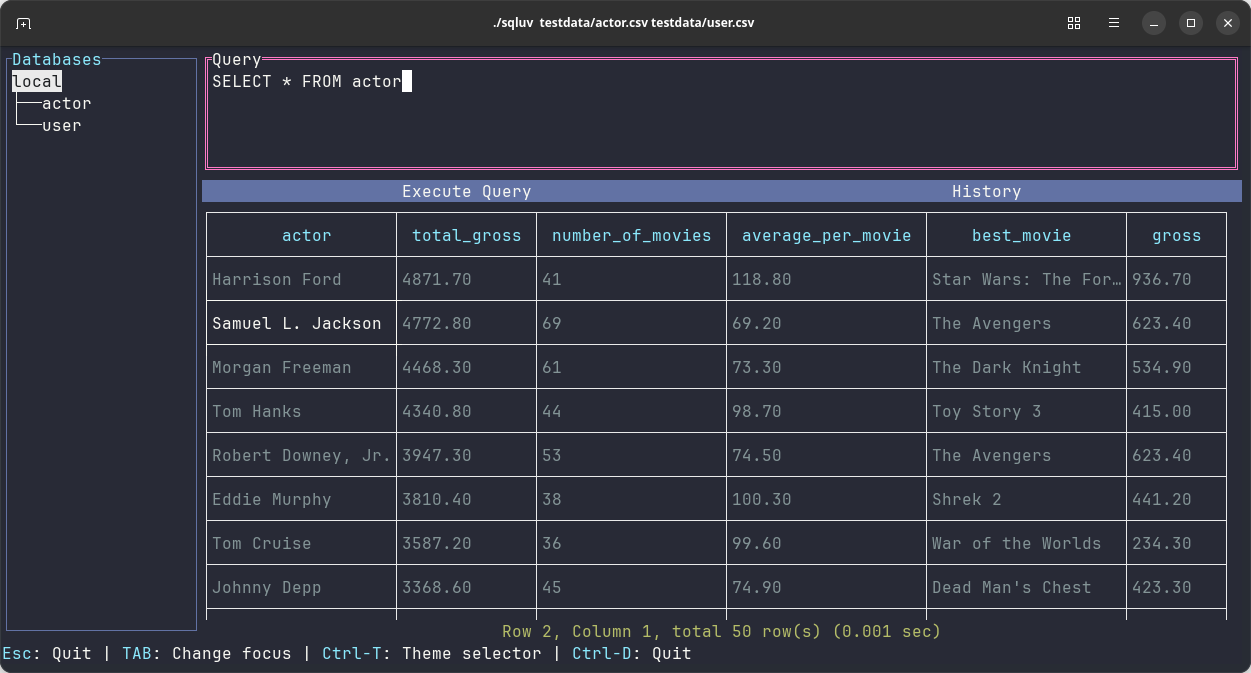 ./sqluv testdata/actor.csv testdata/user.csv
Databases
local
actor
user
Query
SELECT * FROM actor
Execute Query History
actor total_gross number_of_movies average_per_movie best_movie gross
Harrison Ford 4871.70 41 118.80 Star Wars: The For… 936.70
Samuel L. Jackson 4772.80 69 69.20 The Avengers 623.40
Morgan Freeman 4468.30 61 73.30 The Dark Knight 534.90
Tom Hanks 4340.80 44 98.70 Toy Story 3 415.00
Robert Downey, Jr. 3947.30 53 74.50 The Avengers 623.40
Eddie Murphy 3810.40 38 100.30 Shrek 2 441.20
Tom Cruise 3587.20 36 99.60 War of the Worlds 234.30
Johnny Depp 3368.60 45 74.90 Dead Man's Chest 423.30
Row 2, Column 1, total 50 row(s) (0.001 sec)
Esc: Quit | TAB: Change focus | Ctrl-T: Theme selector | Ctrl-D: Quit